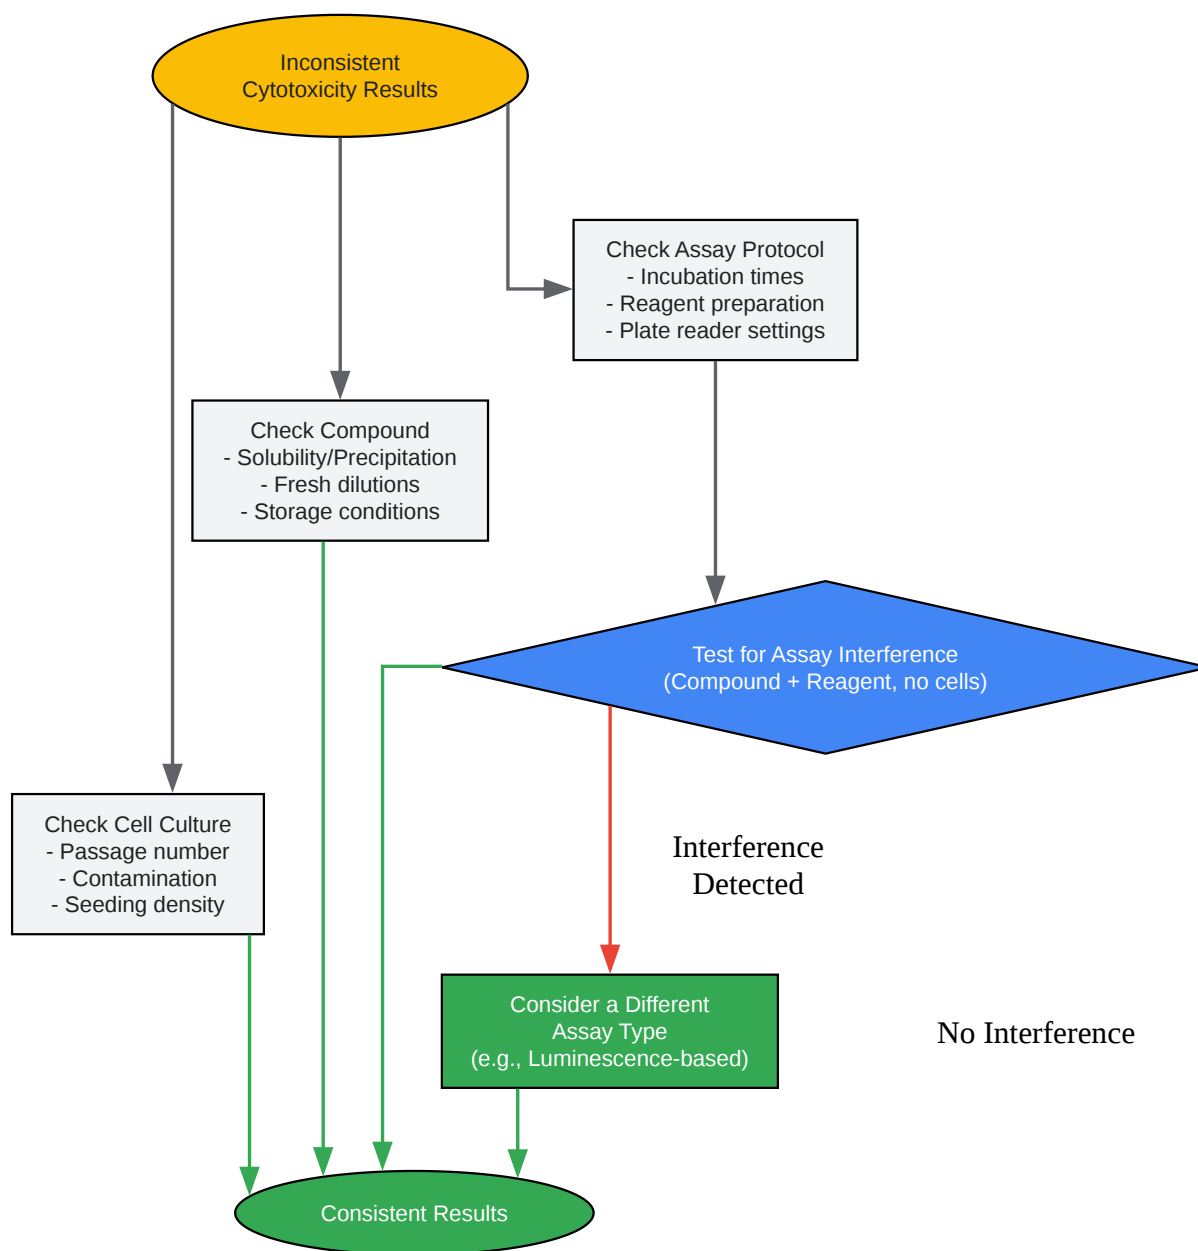 Inconsistent
Cytotoxicity Results
Check Assay Protocol
- Incubation times
- Reagent preparation
- Plate reader settings
Check Compound
- Solubility/Precipitation
- Fresh dilutions
- Storage conditions
Test for Assay Interference
(Compound + Reagent, no cells)
Check Cell Culture
- Passage number
- Contamination
- Seeding density
Interference
Detected
Consider a Different
Assay Type
(e.g., Luminescence-based)
No Interference
Consistent Results